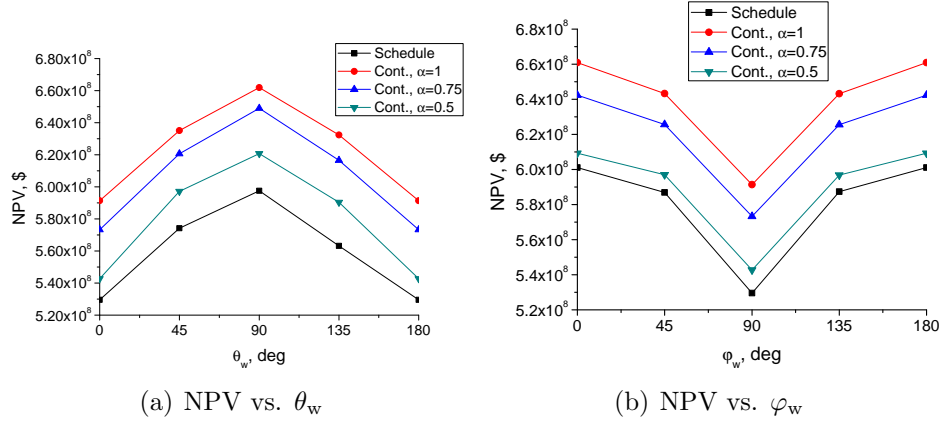 Schedule
Cont., α=1
Cont., α=0.75
Cont., α=0.5
6.80x10⁸
6.60x10⁸
6.40x10⁸
6.20x10⁸
6.00x10⁸
5.80x10⁸
5.60x10⁸
5.40x10⁸
5.20x10⁸
NPV, $
0 45 90 135 180
θw, deg
(a) NPV vs. θw
Schedule
Cont., α=1
Cont., α=0.75
Cont., α=0.5
6.8x10⁸
6.6x10⁸
6.4x10⁸
6.2x10⁸
6.0x10⁸
5.8x10⁸
5.6x10⁸
5.4x10⁸
5.2x10⁸
NPV, $
0 45 90 135 180
φw, deg
(b) NPV vs. φw